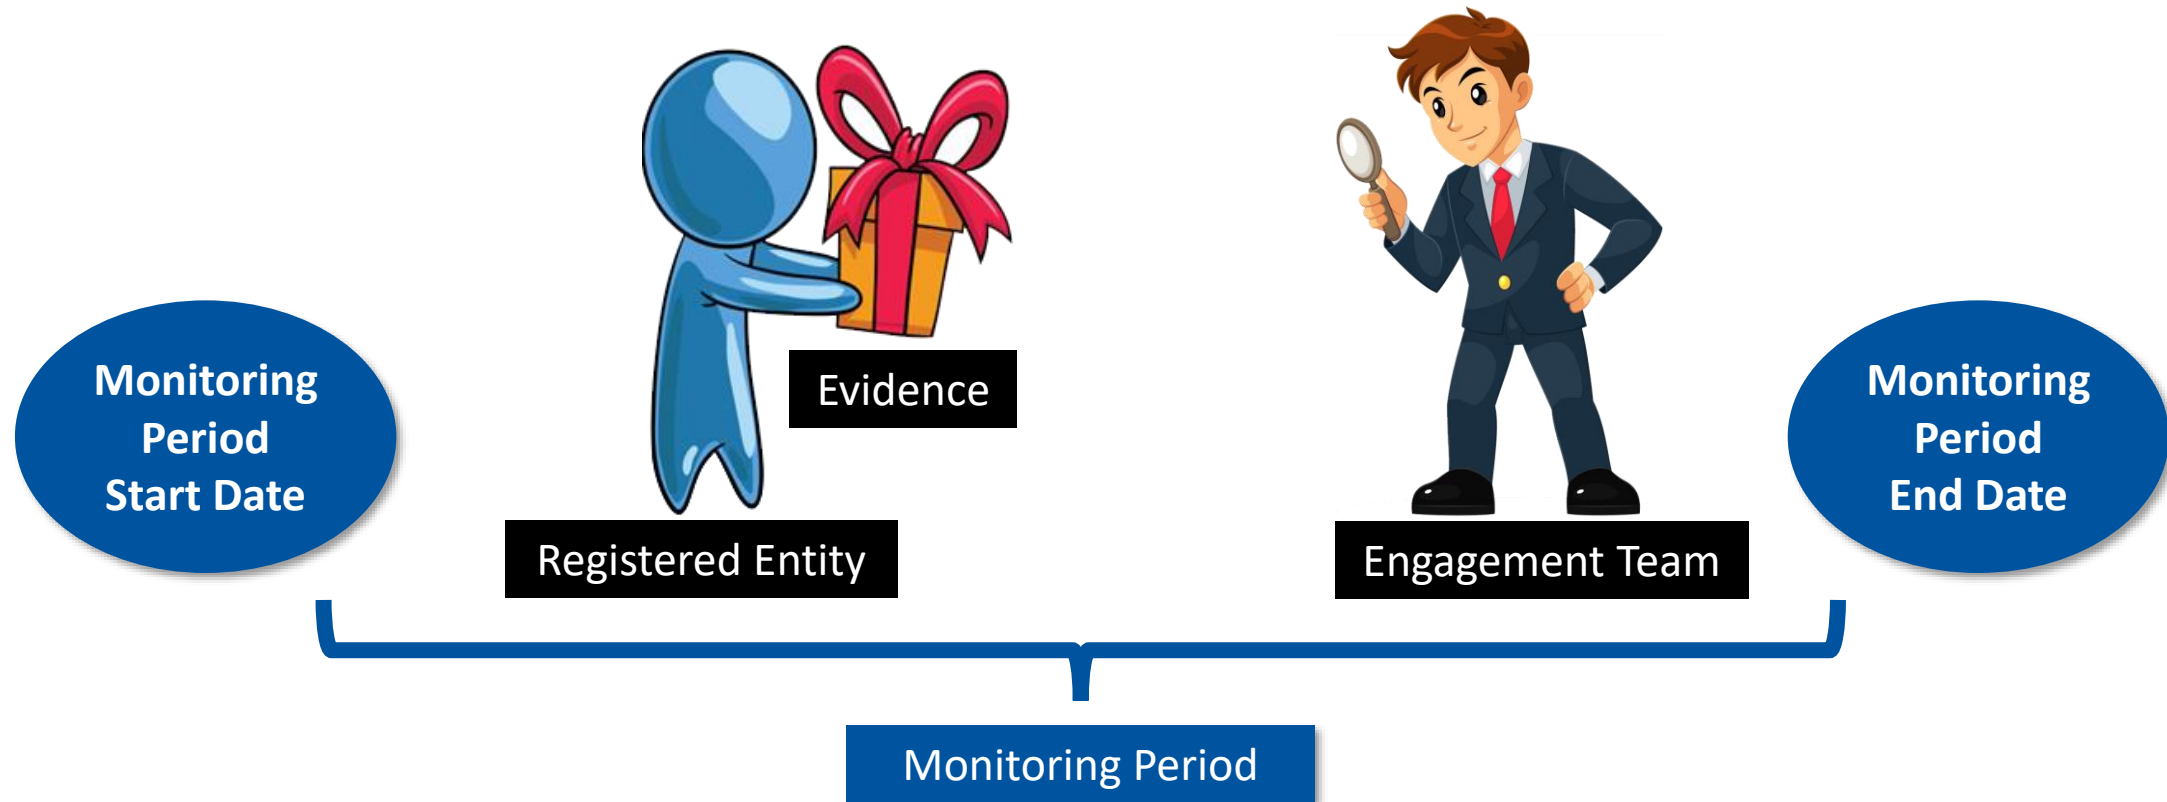 Monitoring
Period
Start Date
Evidence
Registered Entity
Engagement Team
Monitoring
Period
End Date
Monitoring Period